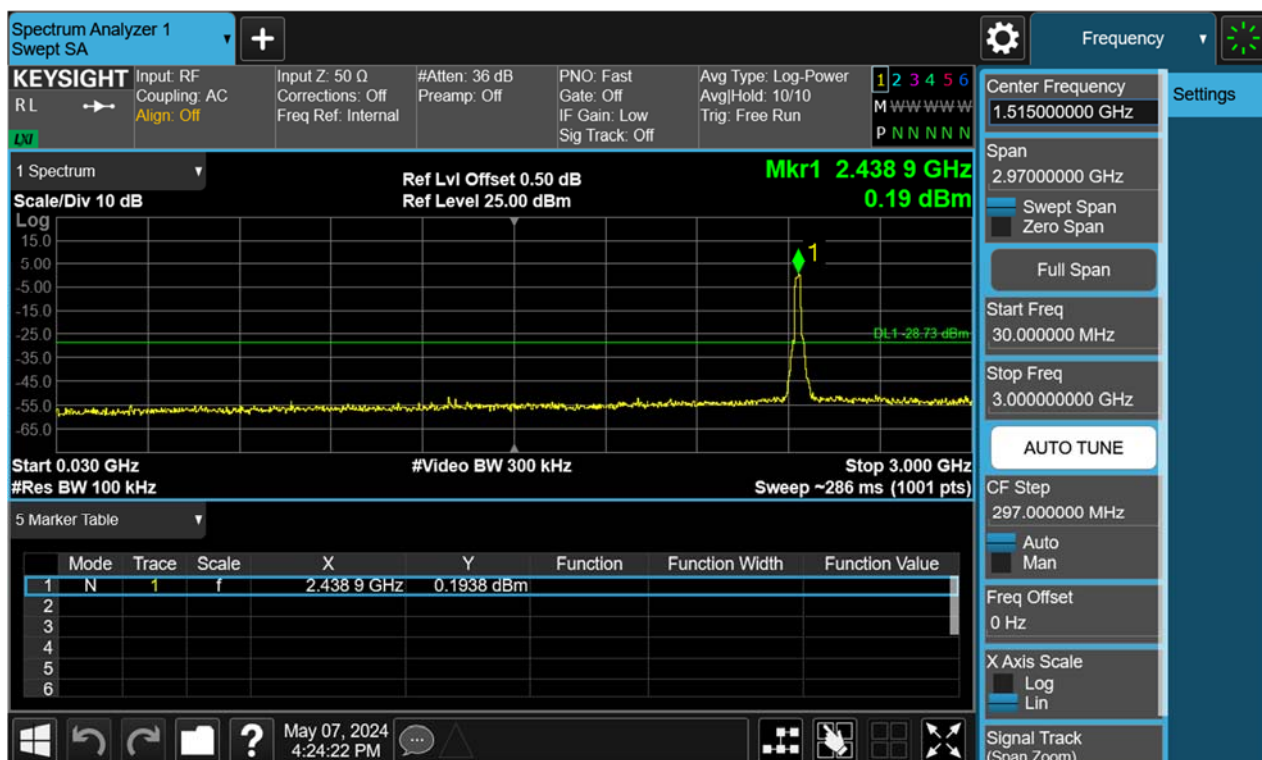 Spectrum Analyzer 1
Swept SA
+
Frequency
KEYSIGHT
RL
LXI
Input: RF
Coupling: AC
Align: Off
Input Z: 50 Ω
Corrections: Off
Freq Ref: Internal
#Atten: 36 dB
Preamp: Off
PNO: Fast
Gate: Off
IF Gain: Low
Sig Track: Off
Avg Type: Log-Power
Avg|Hold: 10/10
Trig: Free Run
1 2 3 4 5 6
M W W W W W
P N N N N N
1 Spectrum
Scale/Div 10 dB
Ref Lvl Offset 0.50 dB
Ref Level 25.00 dBm
Mkr1 2.438 9 GHz
0.19 dBm
Log
15.0
5.00
-5.00
-15.0
-25.0
-35.0
-45.0
-55.0
-65.0
1
DL1 -28.73 dBm
Start 0.030 GHz
#Video BW 300 kHz
Stop 3.000 GHz
#Res BW 100 kHz
Sweep ~286 ms (1001 pts)
5 Marker Table
Mode Trace Scale X Y Function Function Width Function Value
1 N 1 f 2.438 9 GHz 0.1938 dBm
2
3
4
5
6
?
May 07, 2024
4:24:22 PM
Center Frequency
1.515000000 GHz
Settings
Span
2.97000000 GHz
Swept Span
Zero Span
Full Span
Start Freq
30.000000 MHz
Stop Freq
3.000000000 GHz
AUTO TUNE
CF Step
297.000000 MHz
Auto
Man
Freq Offset
0 Hz
X Axis Scale
Log
Lin
Signal Track
(Span Zoom)